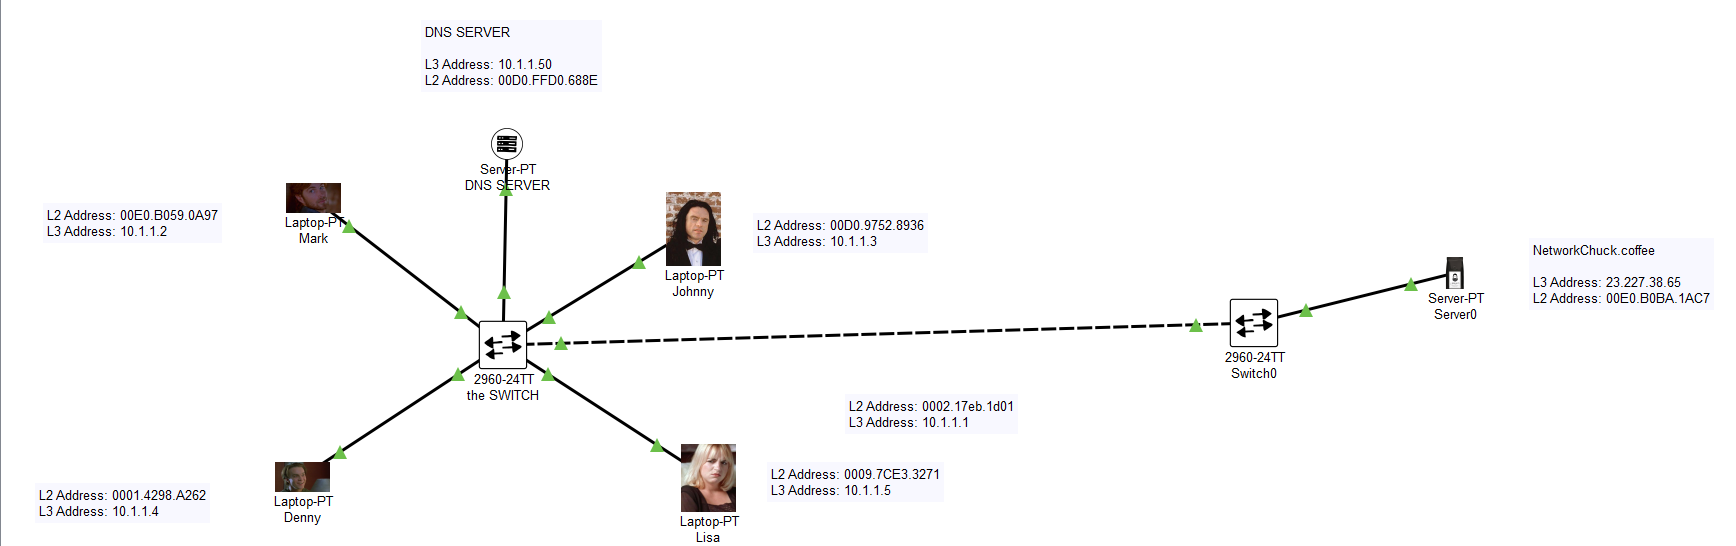 DNS SERVER
L3 Address: 10.1.1.50
L2 Address: 00D0.FFD0.688E
Server-PT
DNS SERVER
L2 Address: 00E0.B059.0A97
L3 Address: 10.1.1.2
Laptop-PT
Mark
L2 Address: 00D0.9752.8936
L3 Address: 10.1.1.3
Laptop-PT
Johnny
NetworkChuck.coffee
L3 Address: 23.227.38.65
L2 Address: 00E0.B0BA.1AC7
Server-PT
Server0
2960-24TT
the SWITCH
2960-24TT
Switch0
L2 Address: 0002.17eb.1d01
L3 Address: 10.1.1.1
L2 Address: 0009.7CE3.3271
L3 Address: 10.1.1.5
Laptop-PT
Lisa
L2 Address: 0001.4298.A262
L3 Address: 10.1.1.4
Laptop-PT
Denny